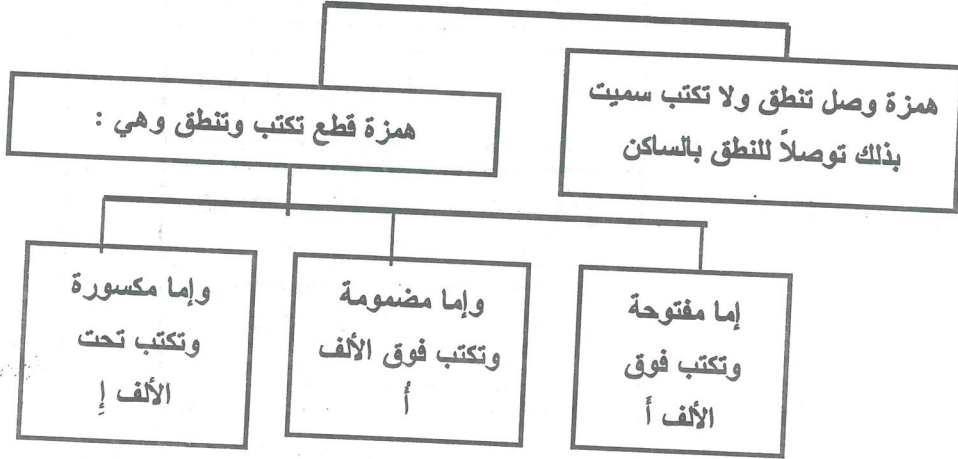 همزة وصل تنطق ولا تكتب سميت
بذلك توصلاً للنطق بالساكن
همزة قطع تكتب وتنطق وهي :
إما مفتوحة
وتكتب فوق
الألف أَ
وإما مضمومة
وتكتب فوق الألف
أُ
وإما مكسورة
وتكتب تحت
الألف إِ